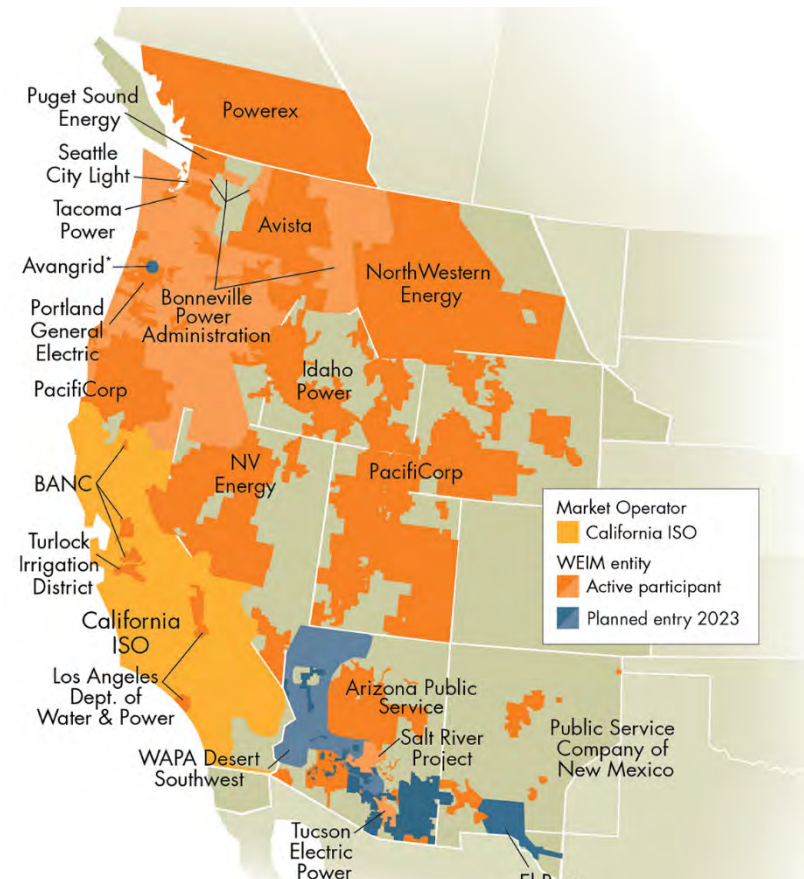 Powerex
Puget Sound
Energy
Seattle
City Light
Tacoma
Power
Avista
Avangrid*
NorthWestern
Energy
Bonneville
Power
Administration
Portland
General
Electric
PacifiCorp
Idaho
Power
NV
Energy
PacifiCorp
BANC
Turlock
Irrigation
District
Market Operator
California ISO
WEIM entity
Active participant
Planned entry 2023
California
ISO
Los Angeles
Dept. of
Water & Power
Arizona Public
Service
Salt River
Project
Public Service
Company of
New Mexico
WAPA Desert
Southwest
Tucson
Electric
Power